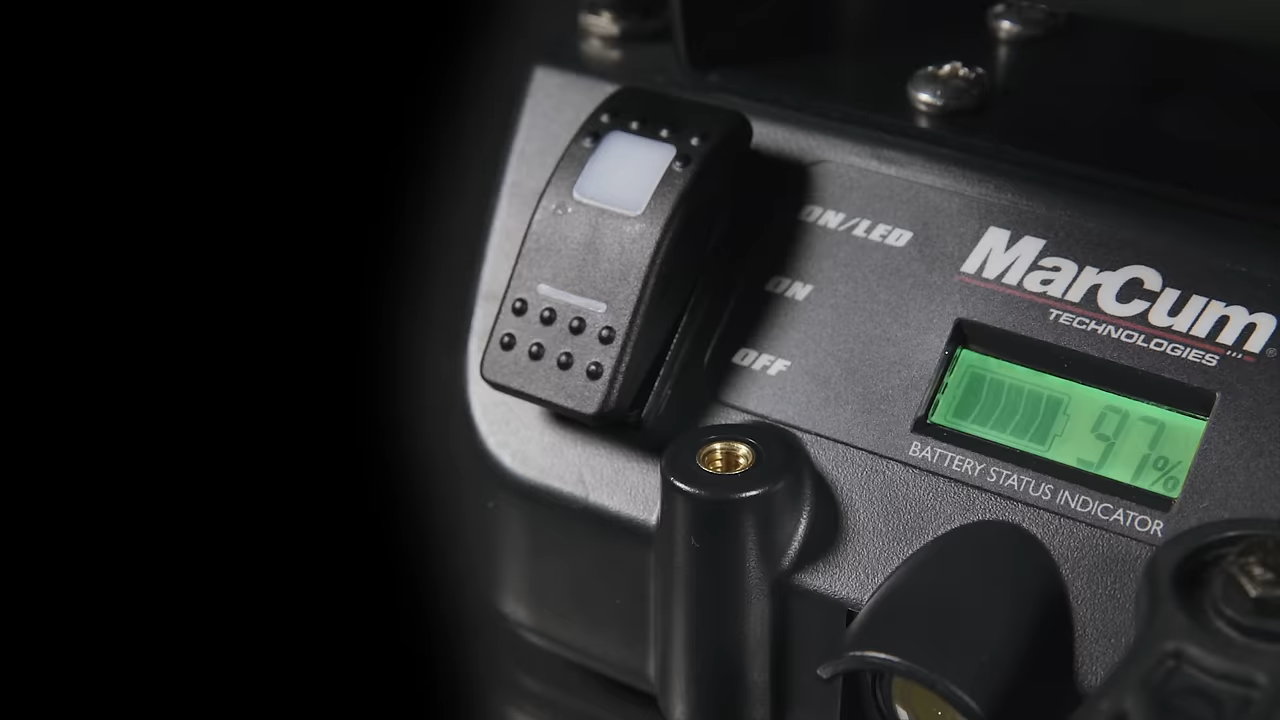 ON/LED
ON
OFF
MarCum®
TECHNOLOGIES
97%
BATTERY STATUS INDICATOR